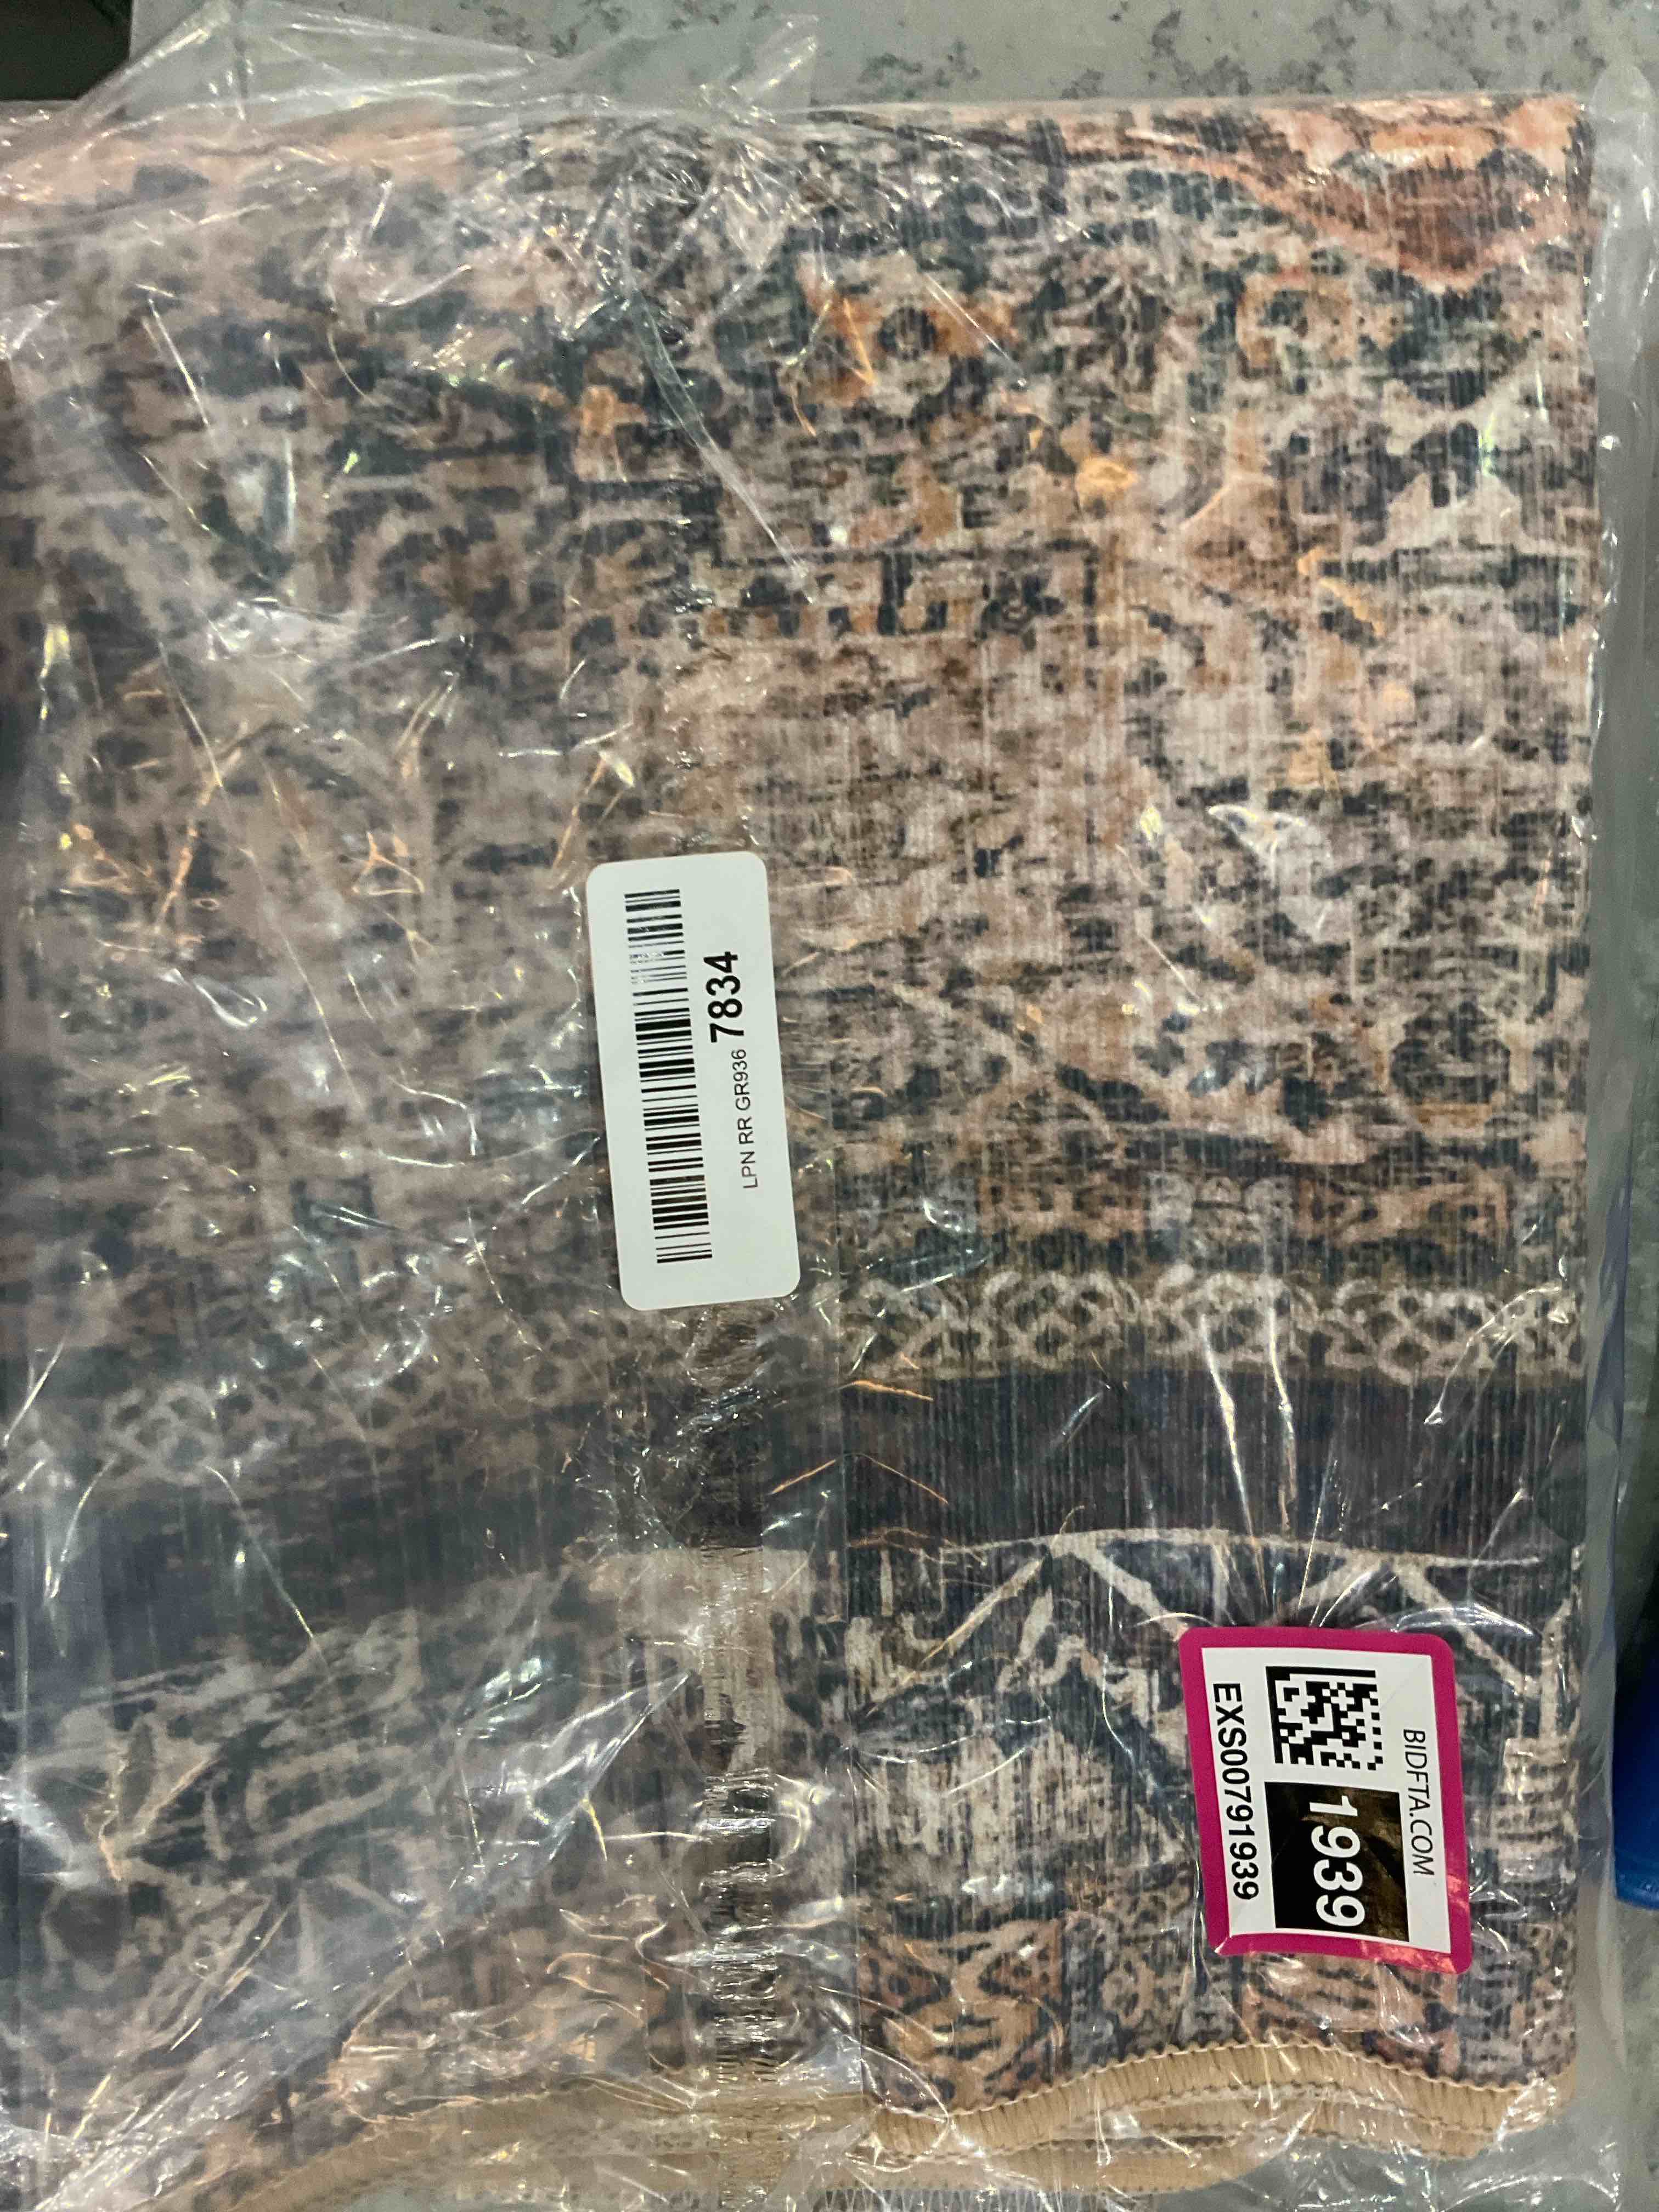 LPN RR GR936 7834
BIDFTA.COM
1939
EXS00791939